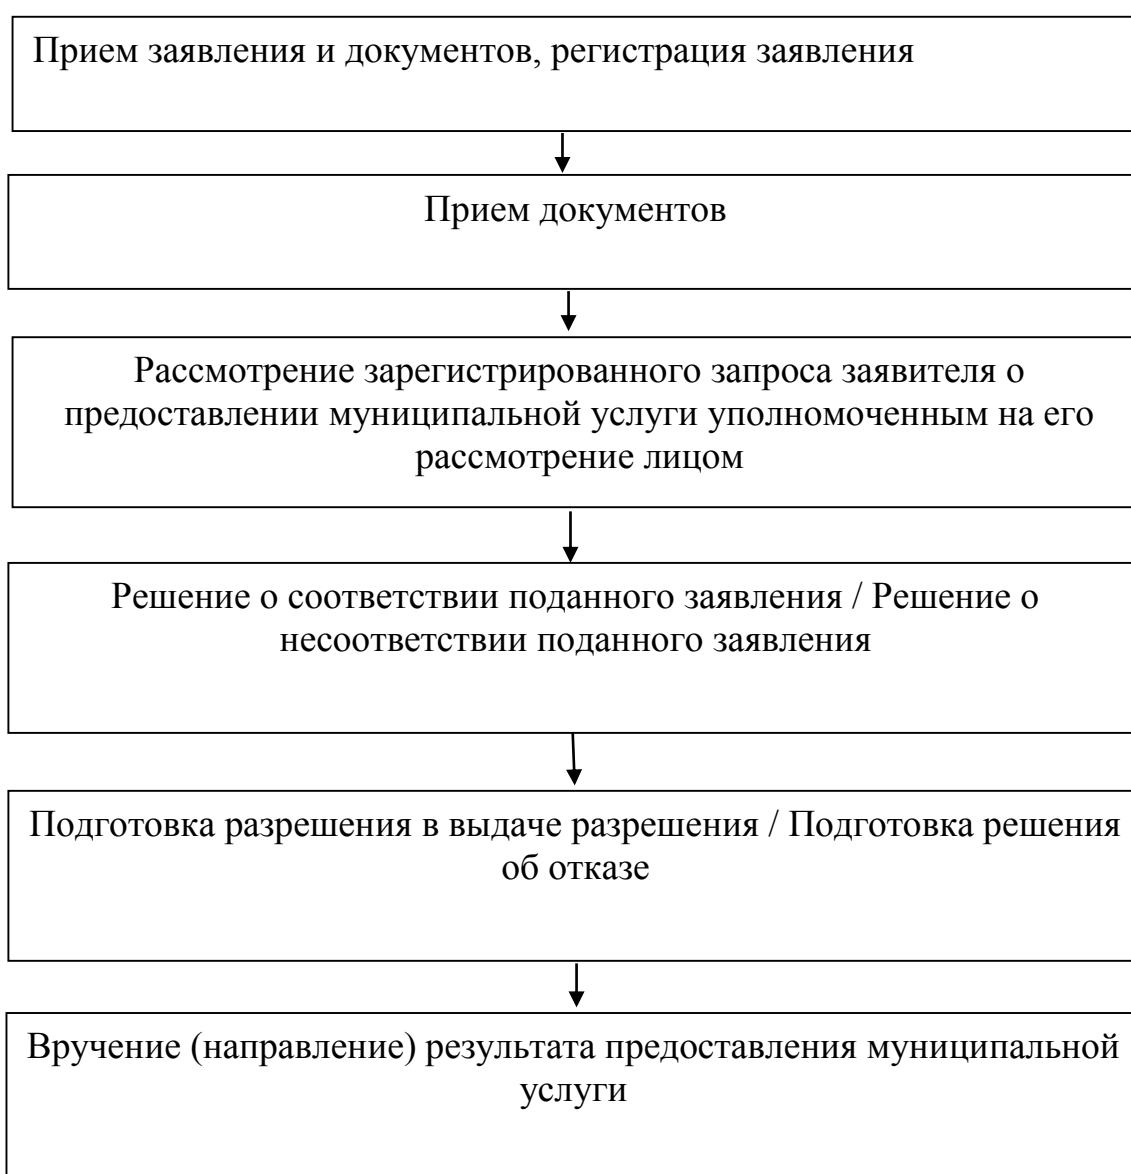 Прием заявления и документов, регистрация заявления
Прием документов
Рассмотрение зарегистрированного запроса заявителя о
предоставлении муниципальной услуги уполномоченным на его
рассмотрение лицом
Решение о соответствии поданного заявления / Решение о
несоответствии поданного заявления
Подготовка разрешения в выдаче разрешения / Подготовка решения
об отказе
Вручение (направление) результата предоставления муниципальной
услуги